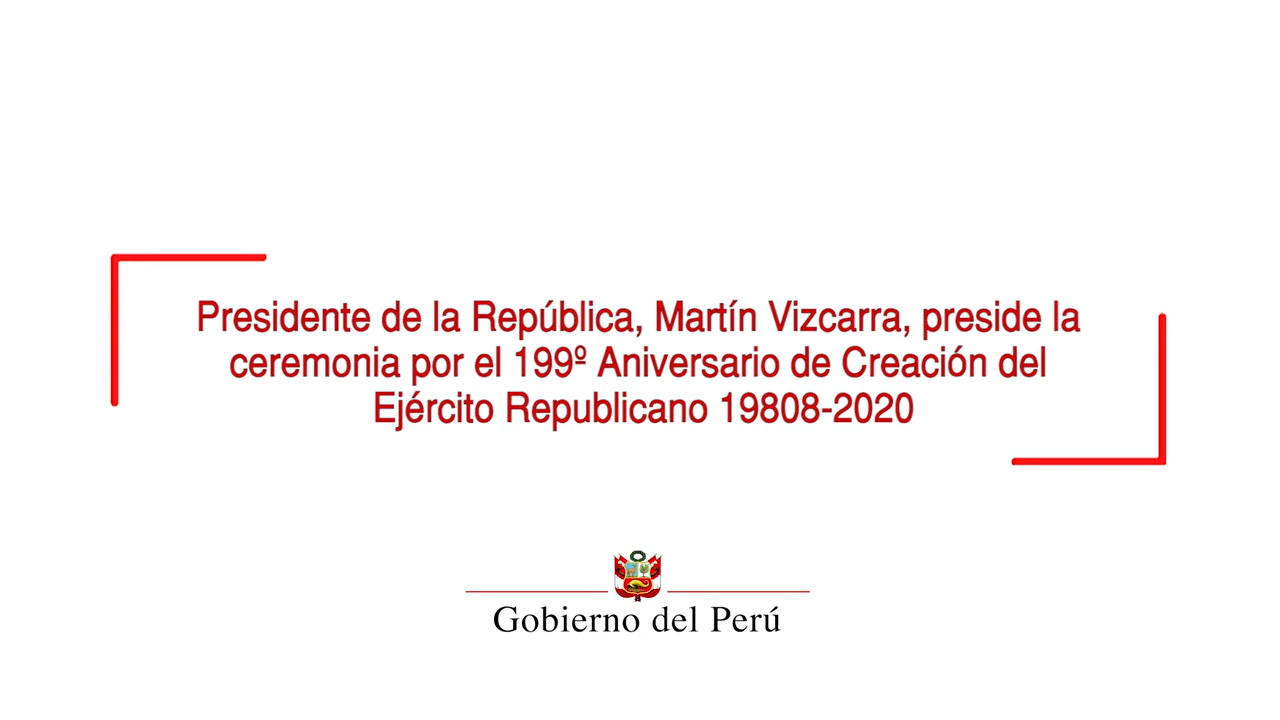 Presidente de la República, Martín Vizcarra, preside la
ceremonia por el 199º Aniversario de Creación del
Ejército Republicano 19808-2020
Gobierno del Perú